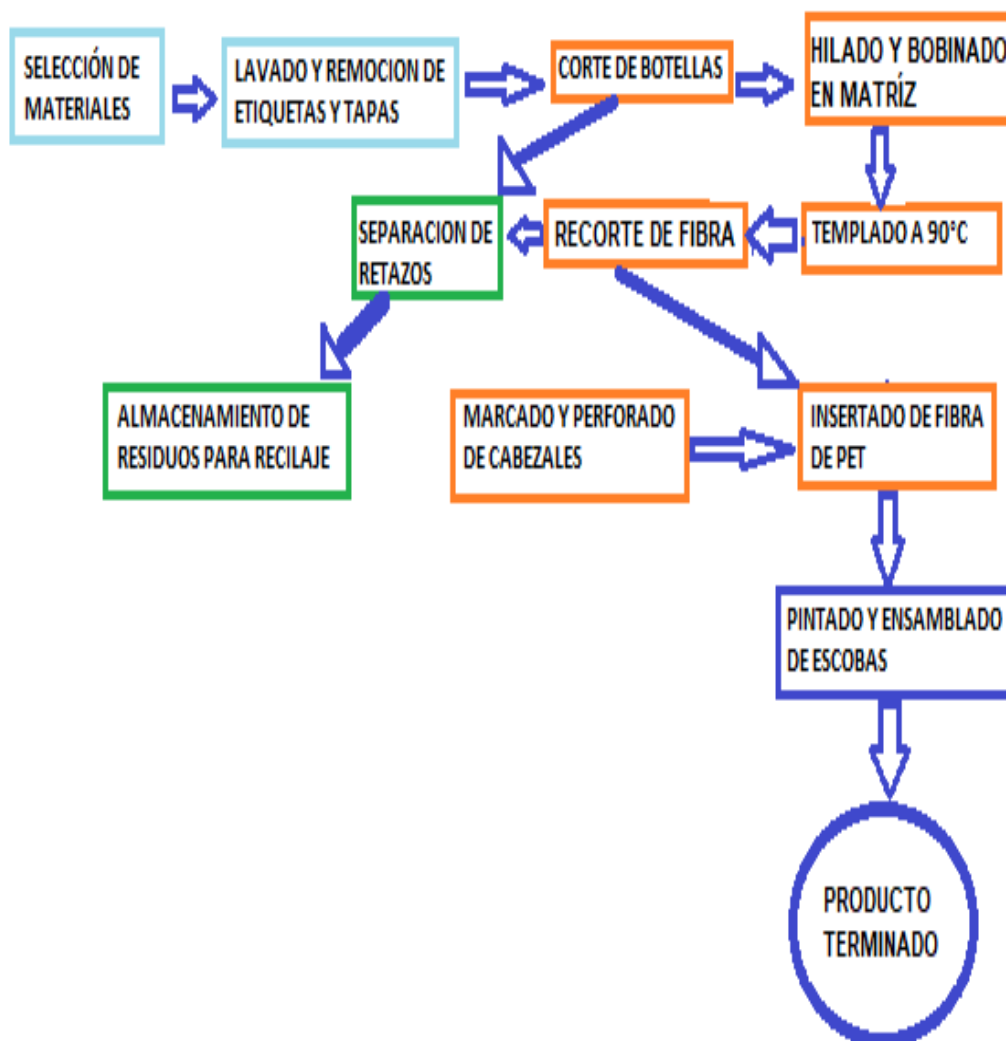 SELECCIÓN DE
MATERIALES
LAVADO Y REMOCION DE
ETIQUETAS Y TAPAS
CORTE DE BOTELLAS
HILADO Y BOBINADO
EN MATRÍZ
SEPARACION DE
RETAZOS
RECORTE DE FIBRA
TEMPLADO A 90°C
ALMACENAMIENTO DE
RESIDUOS PARA RECILAJE
MARCADO Y PERFORADO
DE CABEZALES
INSERTADO DE FIBRA
DE PET
PINTADO Y ENSAMBLADO
DE ESCOBAS
PRODUCTO
TERMINADO